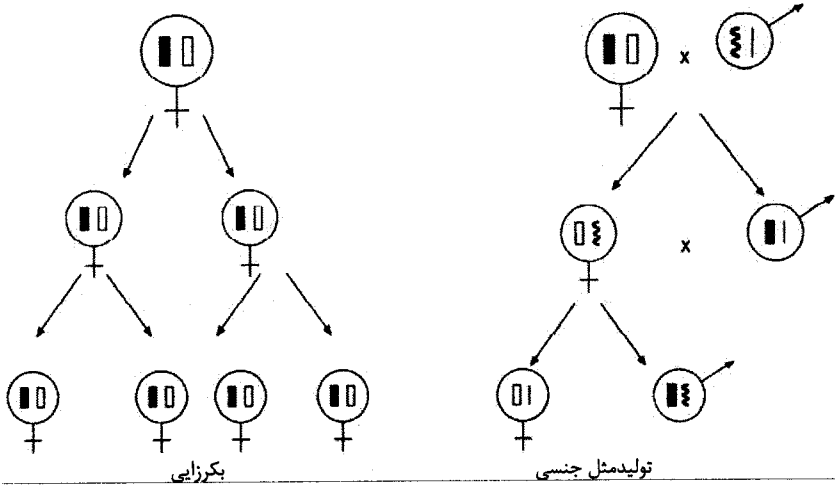 x
x
تولیدمثل جنسی
بکرزایی